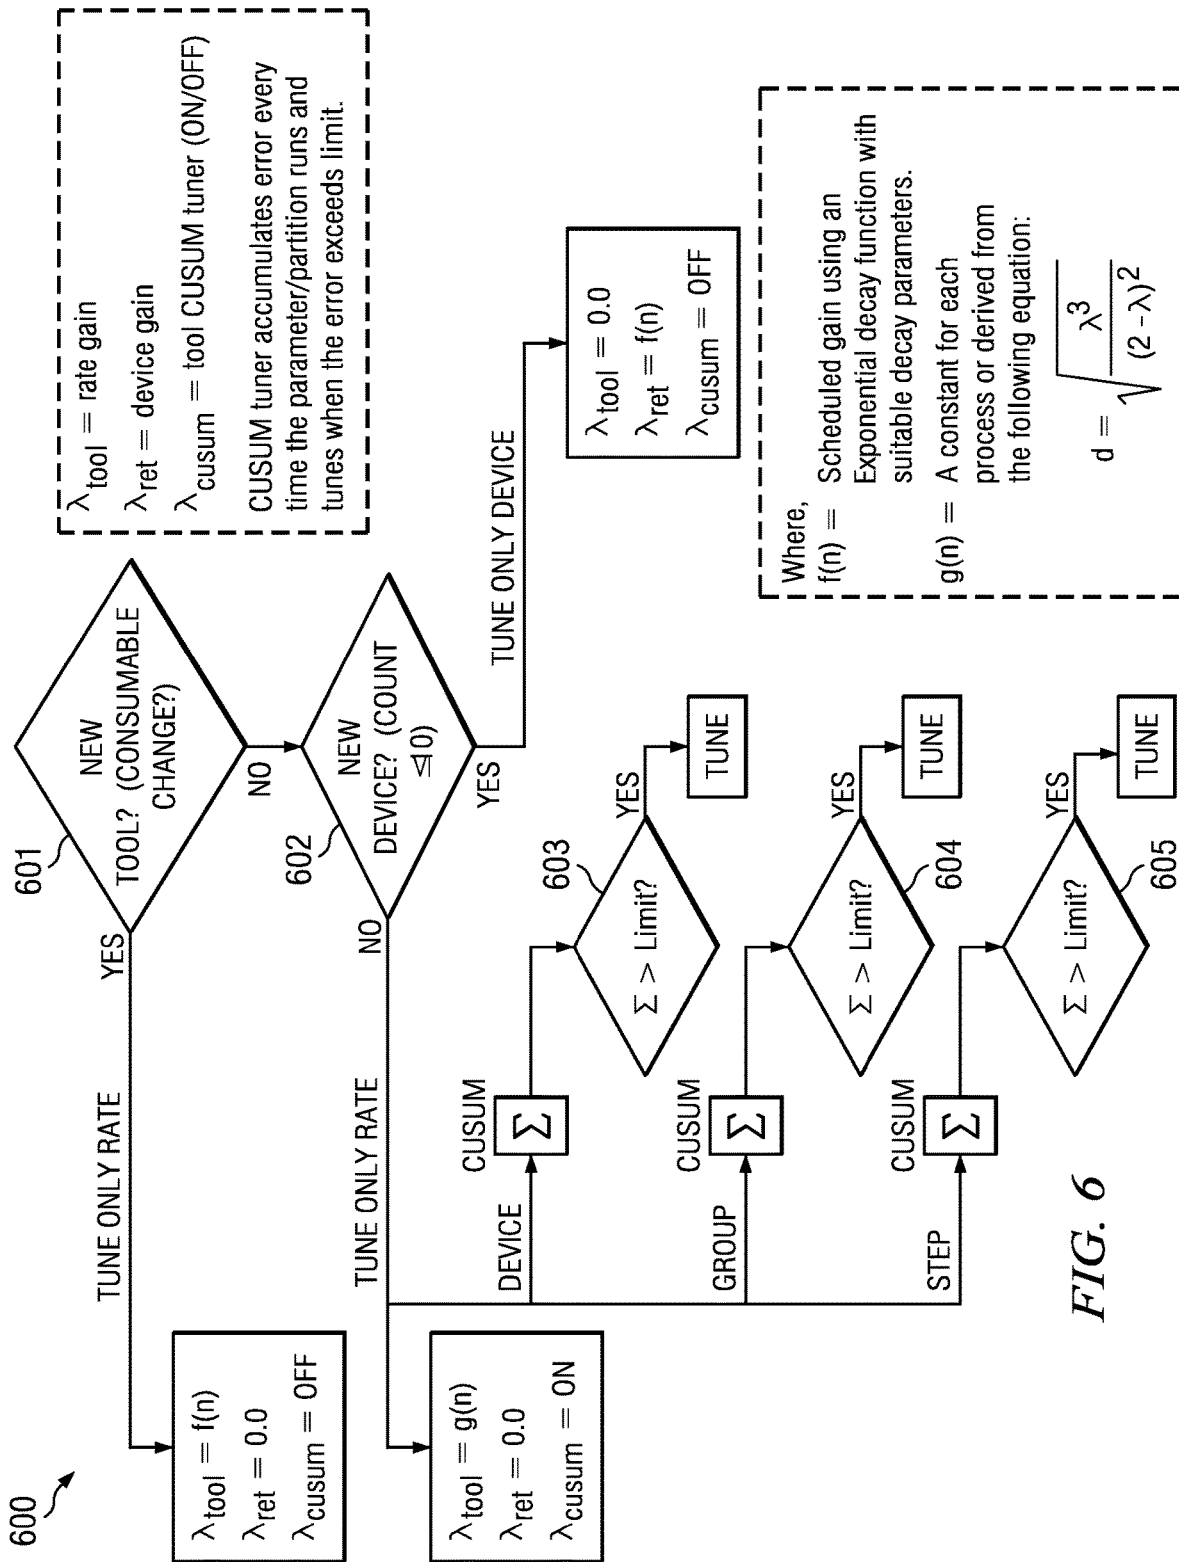 600
NEW
TOOL? (CONSUMABLE
CHANGE?)
601
YES
NO
TUNE ONLY RATE
λtool = f(n)
λret = 0.0
λcusum = OFF
λtool = rate gain
λret = device gain
λcusum = tool CUSUM tuner (ON/OFF)
CUSUM tuner accumulates error every
time the parameter/partition runs and
tunes when the error exceeds limit.
NEW
DEVICE? (COUNT
≤10)
602
NO
YES
TUNE ONLY RATE
λtool = g(n)
λret = 0.0
λcusum = ON
TUNE ONLY DEVICE
λtool = 0.0
λret = f(n)
λcusum = OFF
DEVICE
CUSUM
Σ
Σ > Limit?
603
YES
TUNE
GROUP
CUSUM
Σ
Σ > Limit?
604
YES
TUNE
STEP
CUSUM
Σ
Σ > Limit?
605
YES
TUNE
Where,
f(n) = Scheduled gain using an
Exponential decay function with
suitable decay parameters.
g(n) = A constant for each
process or derived from
the following equation:
d = √(λ³ / (2 - λ)²)
FIG. 6